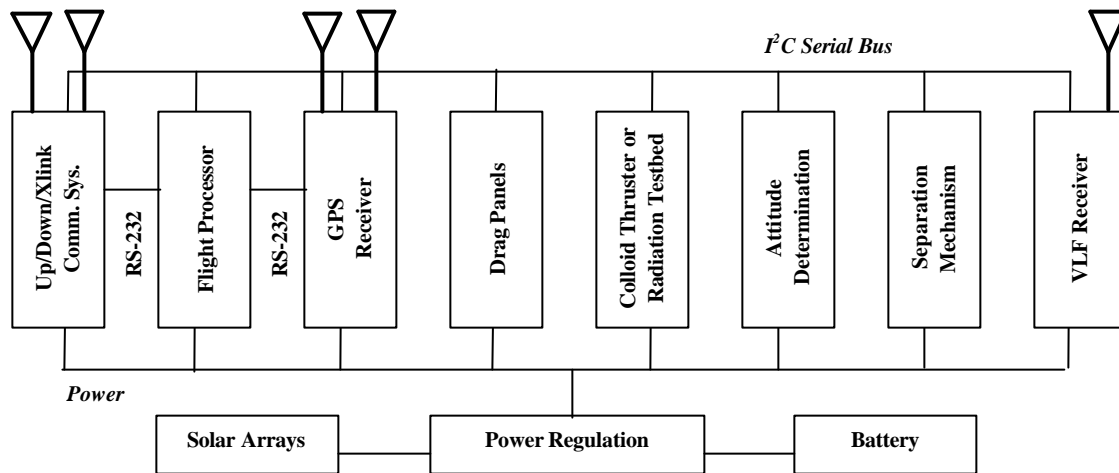 I²C Serial Bus
Up/Down/Xlink
Comm. Sys.
RS-232
Flight Processor
RS-232
GPS
Receiver
Drag Panels
Colloid Thruster or
Radiation Testbed
Attitude
Determination
Separation
Mechanism
VLF Receiver
Power
Solar Arrays
Power Regulation
Battery